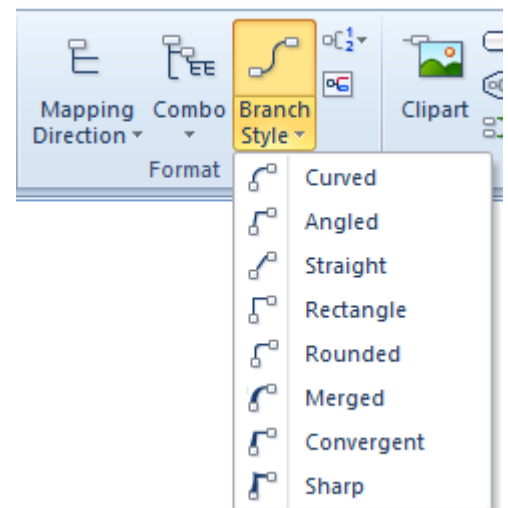 Mapping Direction
Combo
Branch Style
Clipart
Format
Curved
Angled
Straight
Rectangle
Rounded
Merged
Convergent
Sharp